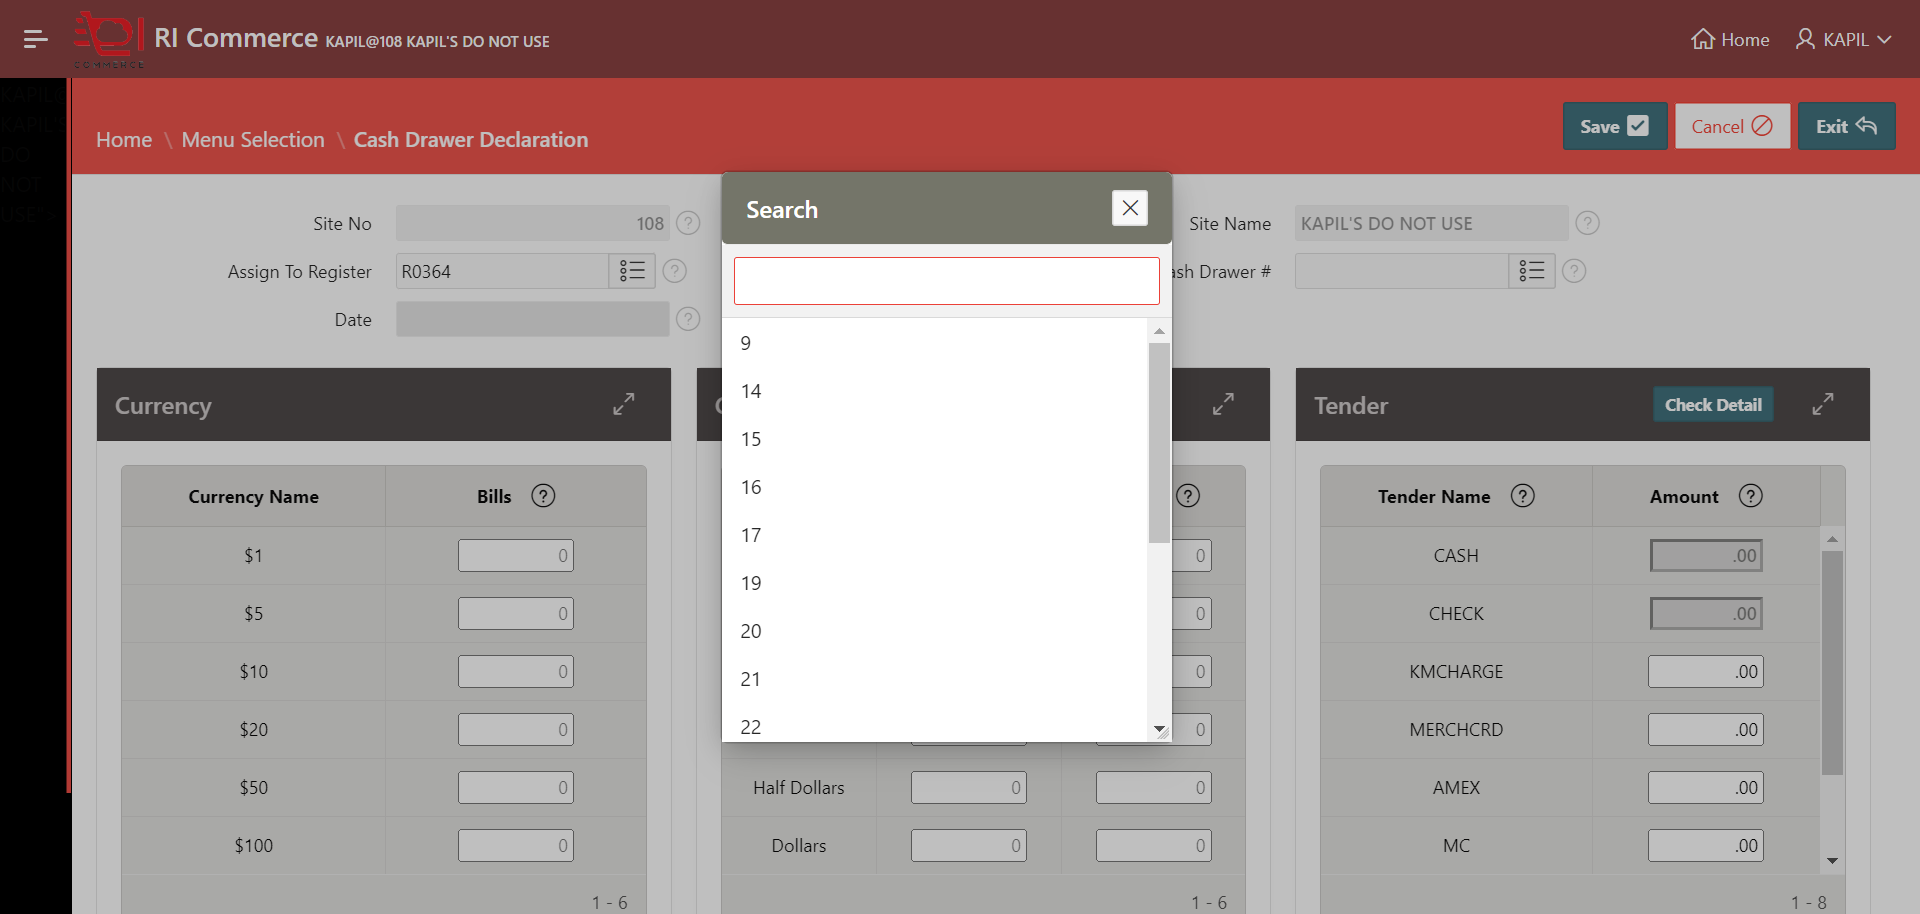 RI Commerce KAPIL@108 KAPIL'S DO NOT USE
COMMERCE
Home
KAPIL
KAPIL@
KAPIL'S
DO
NOT
USE
Home \ Menu Selection \ Cash Drawer Declaration
Save
Cancel
Exit
Search
Site No 108
Site Name KAPIL'S DO NOT USE
Assign To Register R0364
ash Drawer #
Date
9
14
15
16
17
19
20
21
22
Currency
Currency Name Bills
$1 0
$5 0
$10 0
$20 0
$50 0
$100 0
1 - 6
0
0
0
0
Half Dollars 0 0
Dollars 0 0
1 - 6
Tender Check Detail
Tender Name Amount
CASH .00
CHECK .00
KMCHARGE .00
MERCHCRD .00
AMEX .00
MC .00
1 - 8